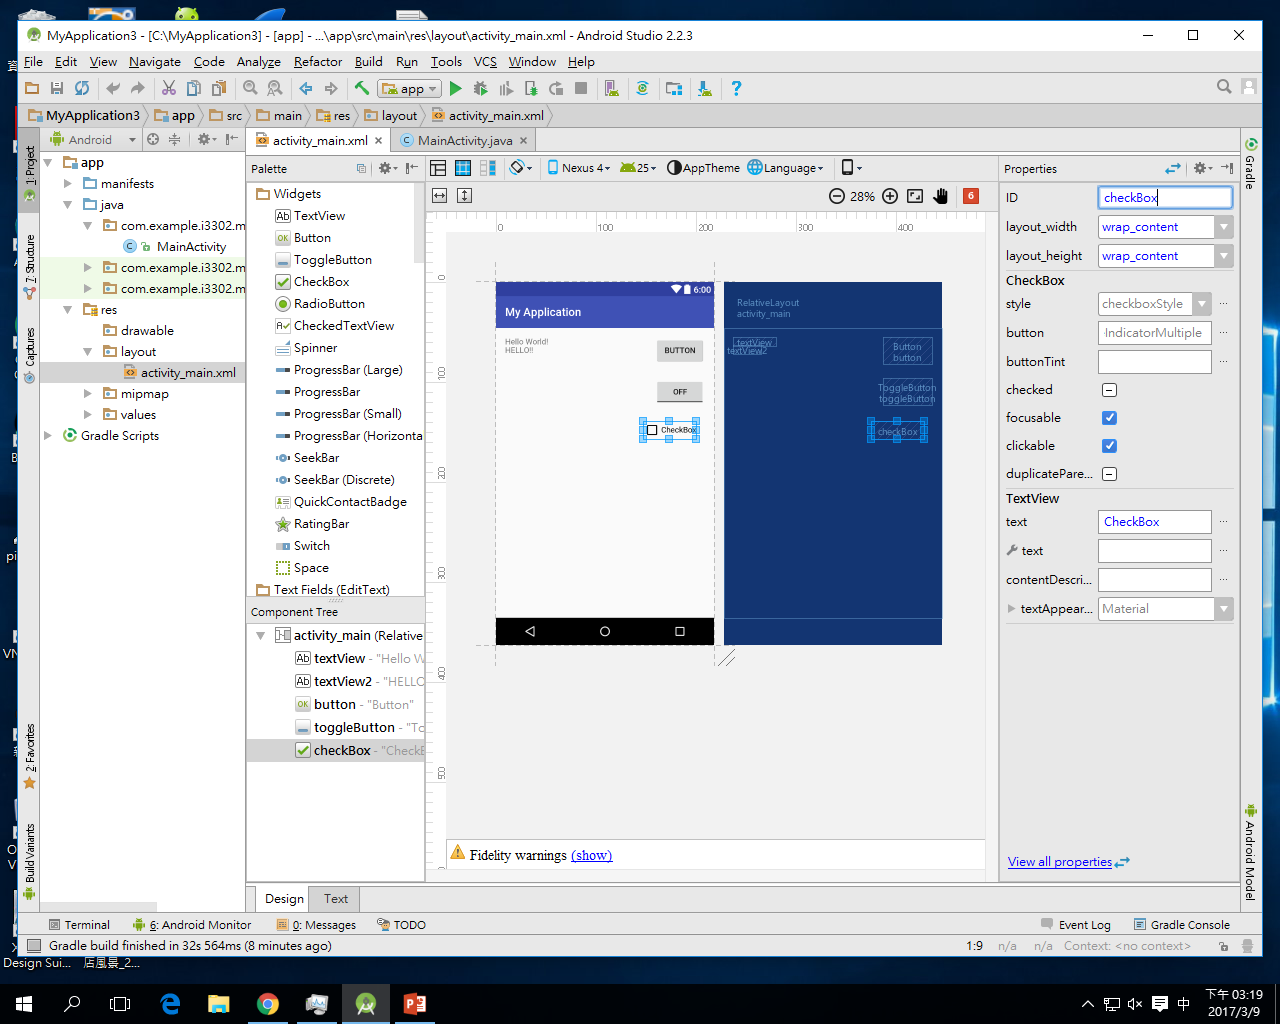 MyApplication3 - [C:\MyApplication3] - [app] - ...\app\src\main\res\layout\activity_main.xml - Android Studio 2.2.3
File Edit View Navigate Code Analyze Refactor Build Run Tools VCS Window Help
app
MyApplication3 app src main res layout activity_main.xml
Android
activity_main.xml
MainActivity.java
1: Project
7: Structure
Captures
2: Favorites
Build Variants
app
manifests
java
com.example.i3302.m
MainActivity
com.example.i3302.m
com.example.i3302.m
res
drawable
layout
activity_main.xml
mipmap
values
Gradle Scripts
Palette
Widgets
TextView
Button
ToggleButton
CheckBox
RadioButton
CheckedTextView
Spinner
ProgressBar (Large)
ProgressBar
ProgressBar (Small)
ProgressBar (Horizonta
SeekBar
SeekBar (Discrete)
QuickContactBadge
RatingBar
Switch
Space
Text Fields (EditText)
Component Tree
activity_main (Relative
textView - "Hello W
textView2 - "HELLO
button - "Button"
toggleButton - "To
checkBox - "CheckB
Nexus 4 25 AppTheme Language
28% 6
0 100 200 300 400
0
100
200
300
400
500
6:00
My Application
Hello World!
HELLO!!
BUTTON
OFF
CheckBox
RelativeLayout
activity_main
textView
textView2
Button
button
ToggleButton
toggleButton
checkBox
Fidelity warnings (show)
Design Text
Properties
ID checkBox
layout_width wrap_content
layout_height wrap_content
CheckBox
style checkboxStyle
button IndicatorMultiple
buttonTint
checked
focusable
clickable
duplicatePare...
TextView
text CheckBox
text
contentDescri...
textAppear... Material
View all properties
Gradle
Android Model
Terminal 6: Android Monitor 0: Messages TODO Event Log Gradle Console
Gradle build finished in 32s 564ms (8 minutes ago) 1:9 n/a n/a Context: <no context>
Design Sui...
中
下午 03:19
2017/3/9